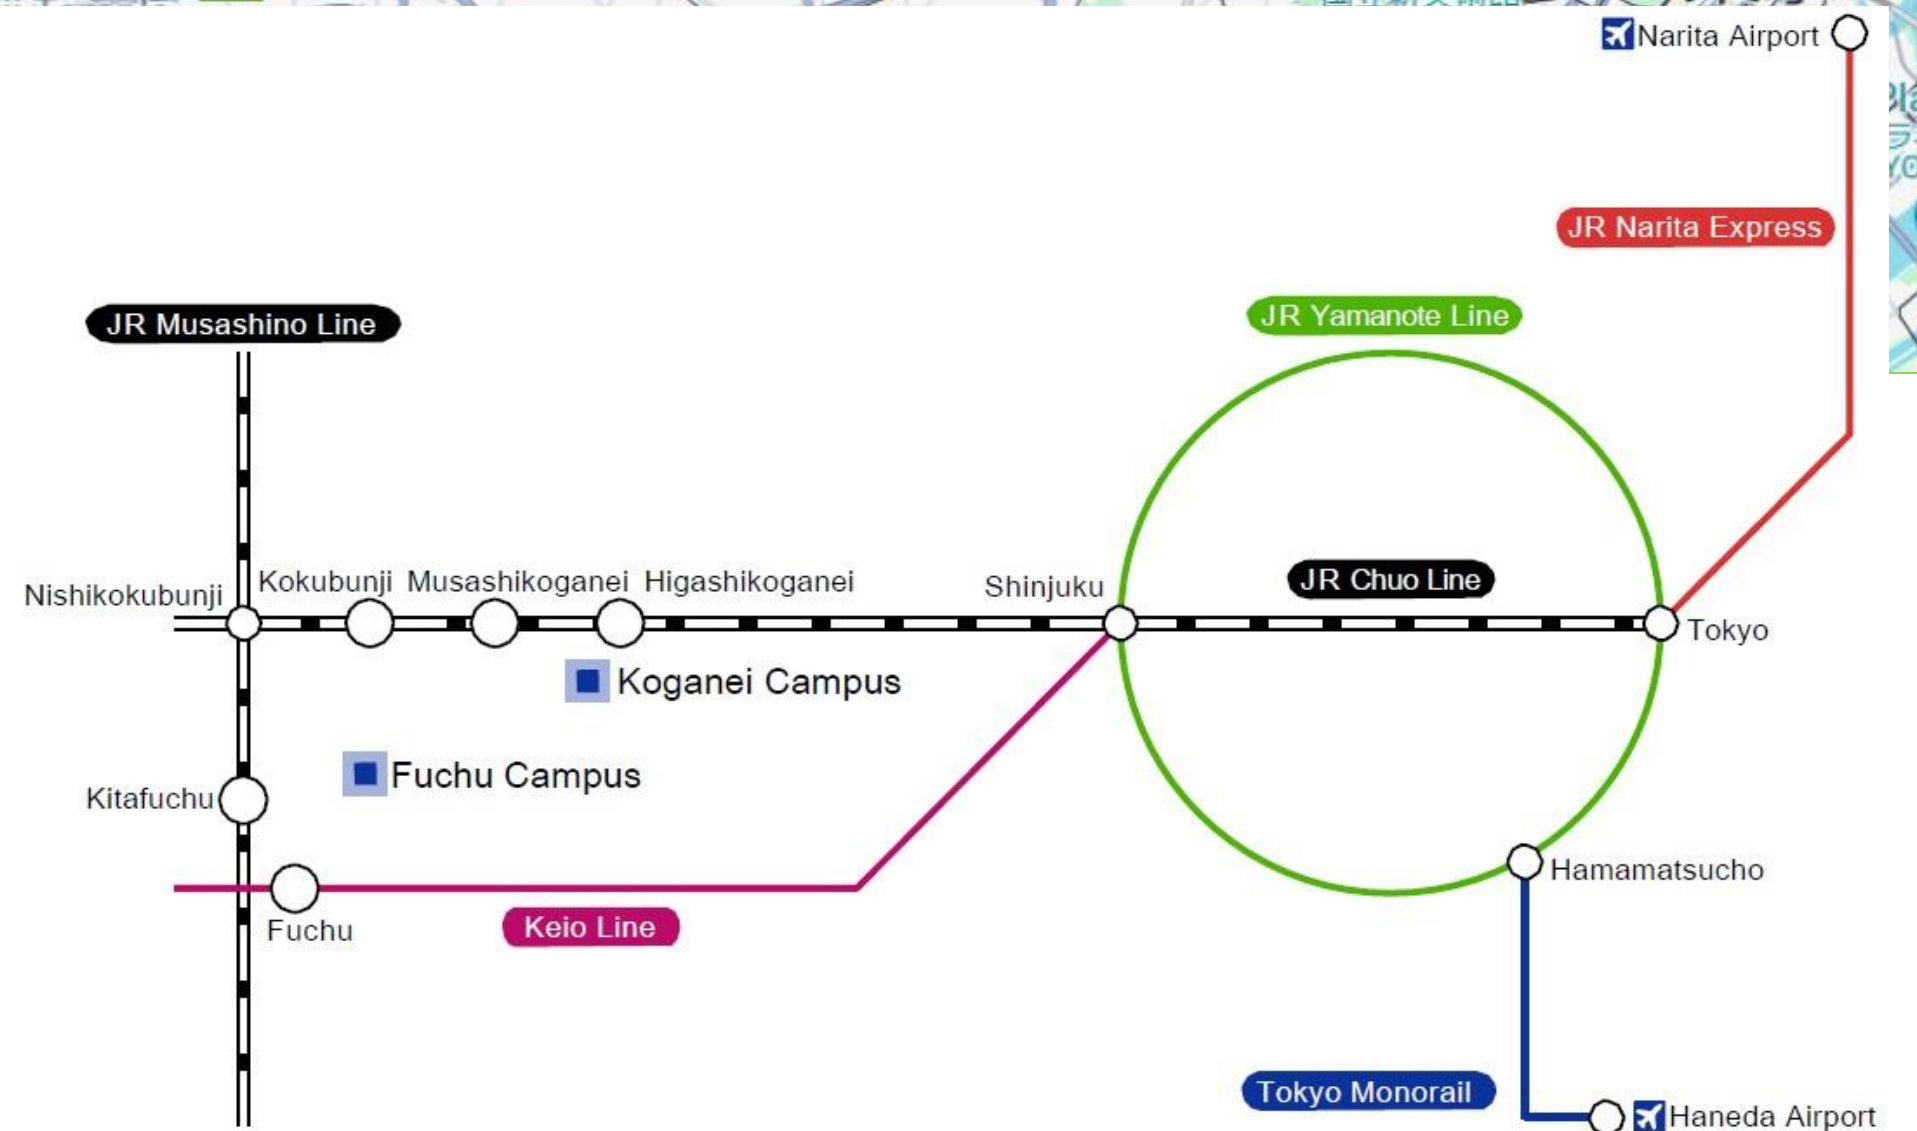 Narita Airport
JR Narita Express
JR Musashino Line
JR Yamanote Line
Nishikokubunji
Kokubunji
Musashikoganei
Higashikoganei
Shinjuku
JR Chuo Line
Tokyo
Koganei Campus
Fuchu Campus
Kitafuchu
Hamamatsucho
Fuchu
Keio Line
Tokyo Monorail
Haneda Airport